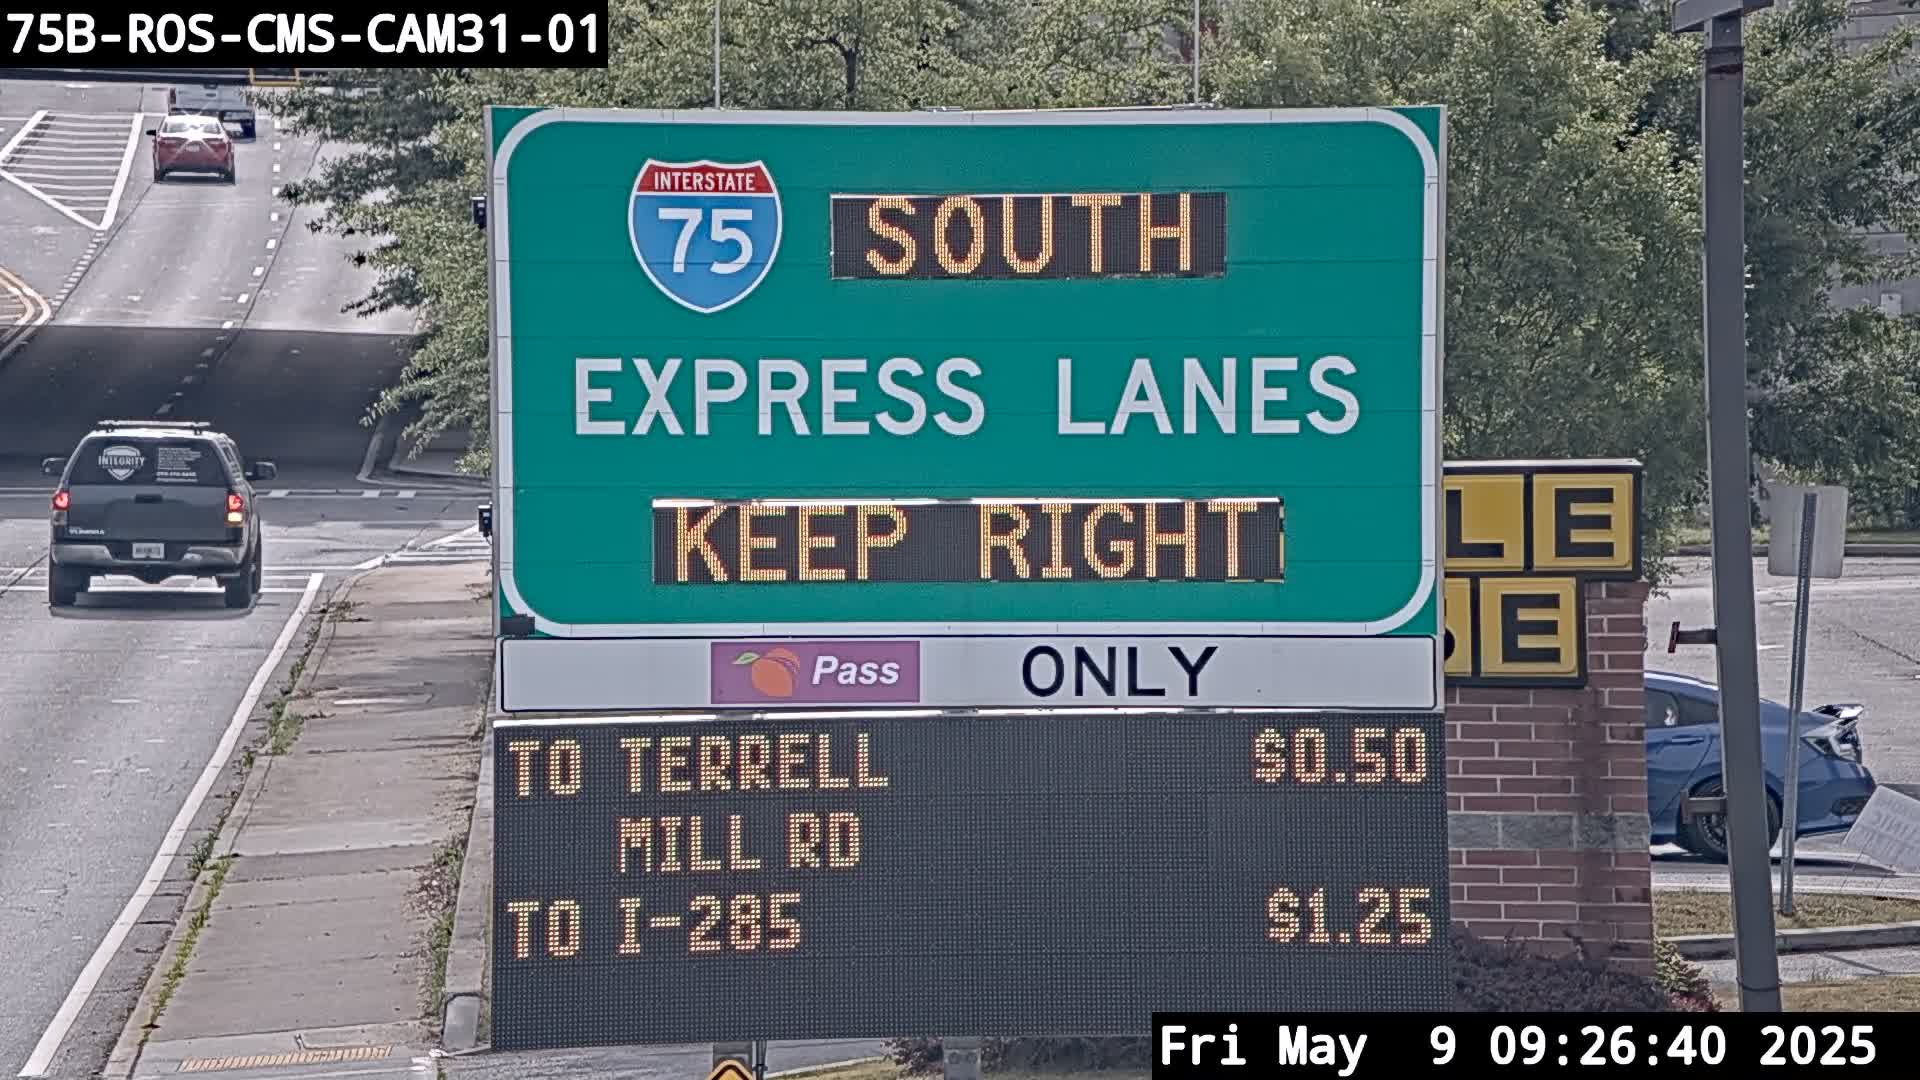 75B-ROS-CMS-CAM31-01
INTERSTATE
75
SOUTH
EXPRESS LANES
KEEP RIGHT
Pass ONLY
TO TERRELL $0.50
MILL RD
TO I-285 $1.25
INTEGRITY
LE
E
Fri May 9 09:26:40 2025